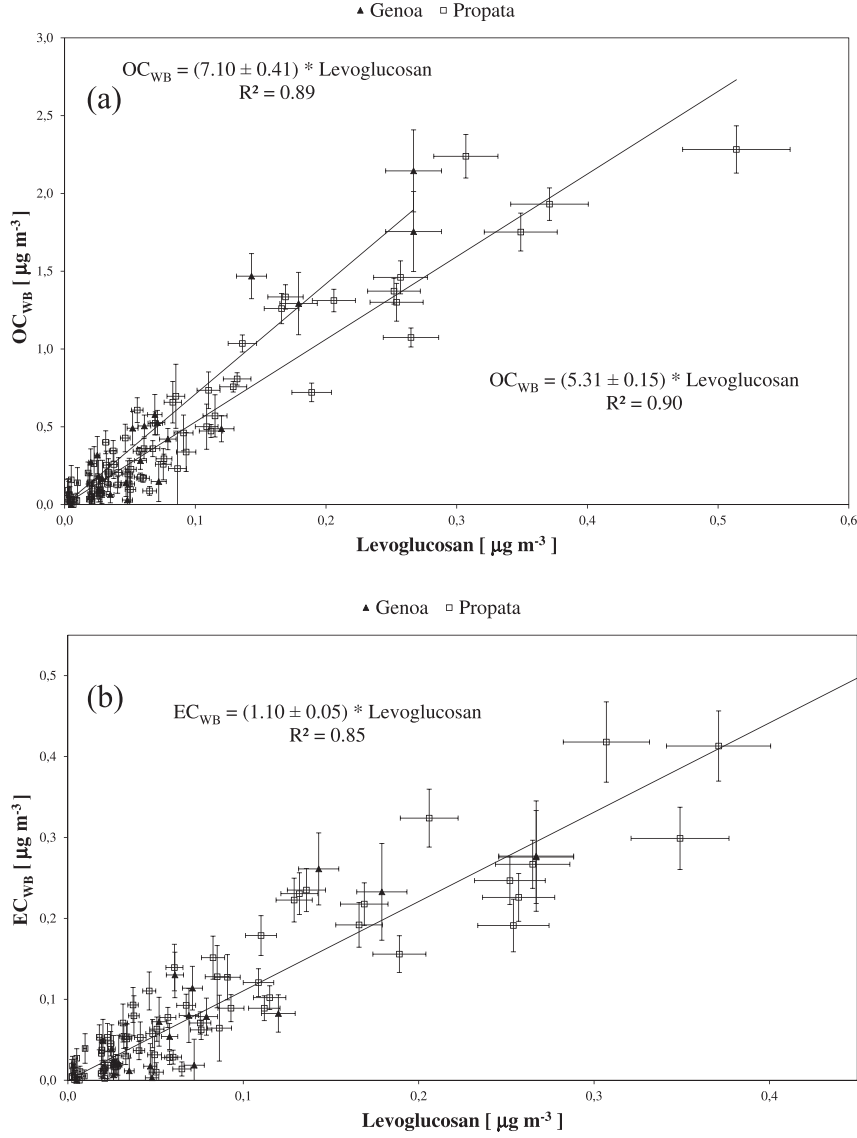 ▲ Genoa □ Propata
(a)
OC_WB = (7.10 ± 0.41) * Levoglucosan
R² = 0.89
OC_WB = (5.31 ± 0.15) * Levoglucosan
R² = 0.90
OC_WB [ µg m⁻³ ]
3,0
2,5
2,0
1,5
1,0
0,5
0,0
0,0 0,1 0,2 0,3 0,4 0,5 0,6
Levoglucosan [ µg m⁻³ ]
▲ Genoa □ Propata
(b)
EC_WB = (1.10 ± 0.05) * Levoglucosan
R² = 0.85
EC_WB [ µg m⁻³ ]
0,5
0,4
0,3
0,2
0,1
0,0
0,0 0,1 0,2 0,3 0,4
Levoglucosan [ µg m⁻³ ]